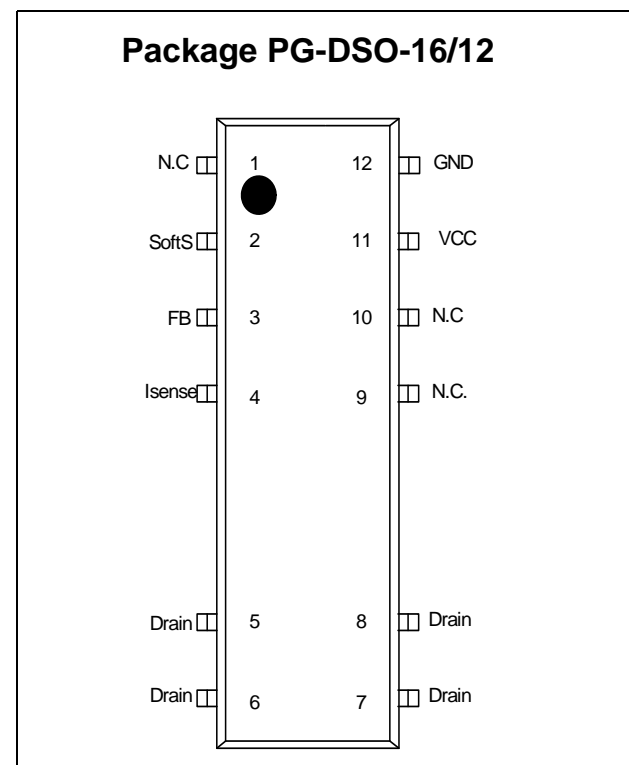 Package PG-DSO-16/12
N.C 1 12 GND
SoftS 2 11 VCC
FB 3 10 N.C
Isense 4 9 N.C.
Drain 5 8 Drain
Drain 6 7 Drain